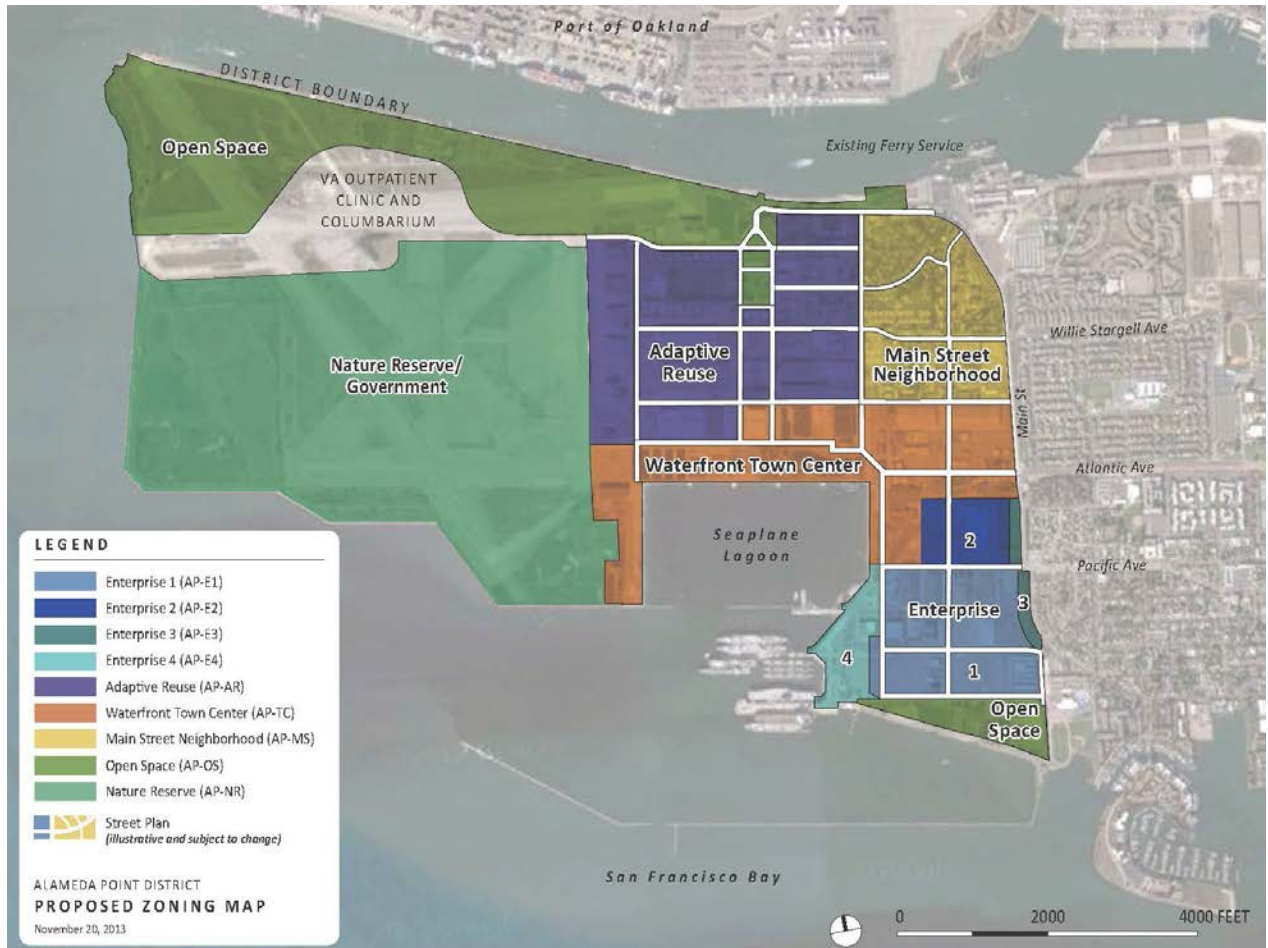 Port of Oakland
DISTRICT BOUNDARY
Open Space
Existing Ferry Service
VA OUTPATIENT
CLINIC AND
COLUMBARIUM
Willie Stargell Ave
Nature Reserve/
Government
Adaptive
Reuse
Main Street
Neighborhood
Main St
Waterfront Town Center
Atlantic Ave
Seaplane
Lagoon
2
Pacific Ave
Enterprise
3
4
1
Open
Space
LEGEND
Enterprise 1 (AP-E1)
Enterprise 2 (AP-E2)
Enterprise 3 (AP-E3)
Enterprise 4 (AP-E4)
Adaptive Reuse (AP-AR)
Waterfront Town Center (AP-TC)
Main Street Neighborhood (AP-MS)
Open Space (AP-OS)
Nature Reserve (AP-NR)
Street Plan
(illustrative and subject to change)
ALAMEDA POINT DISTRICT
PROPOSED ZONING MAP
November 20, 2013
San Francisco Bay
0 2000 4000 FEET